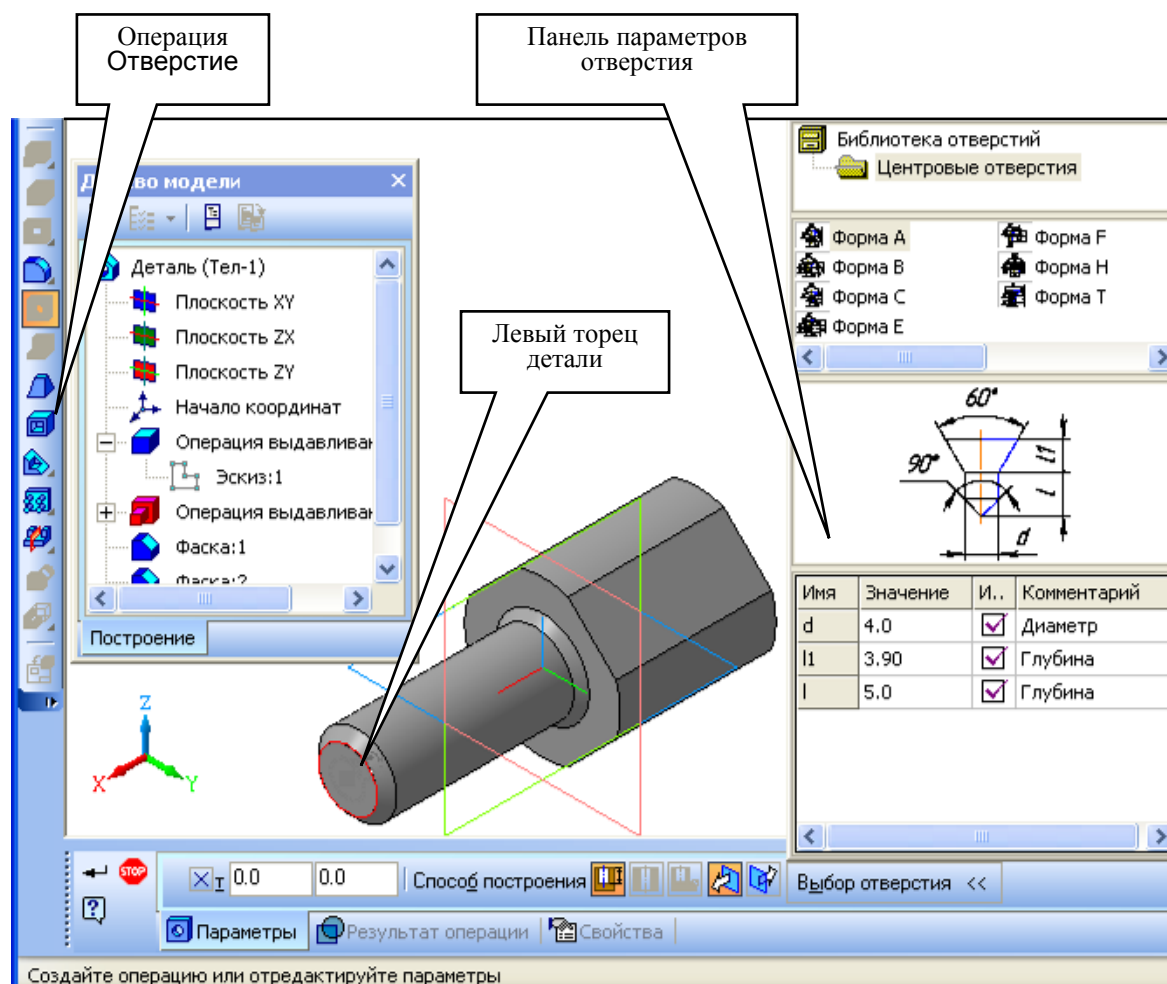 Операция
Отверстие
Панель параметров
отверстия
Левый торец
детали
во модели
Деталь (Тел-1)
Плоскость XY
Плоскость ZX
Плоскость ZY
Начало координат
Операция выдавливан
Эскиз:1
Операция выдавливан
Фаска:1
Фаска:2
Построение
Z
X
Y
Библиотека отверстий
Центровые отверстия
Форма A
Форма F
Форма B
Форма H
Форма C
Форма T
Форма E
60°
90°
l1
l
d
Имя Значение И.. Комментарий
d 4.0 Диаметр
l1 3.90 Глубина
l 5.0 Глубина
STOP
т 0.0 0.0 Способ построения
Выбор отверстия <<
Параметры Результат операции Свойства
Создайте операцию или отредактируйте параметры